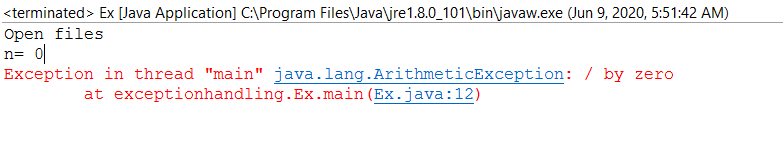 <terminated> Ex [Java Application] C:\Program Files\Java\jre1.8.0_101\bin\javaw.exe (Jun 9, 2020, 5:51:42 AM)
Open files
n= 0
Exception in thread "main" java.lang.ArithmeticException: / by zero
        at exceptionhandling.Ex.main(Ex.java:12)